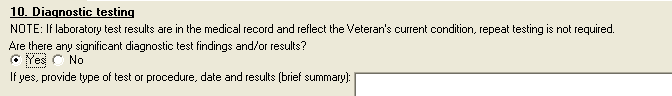 10. Diagnostic testing
NOTE: If laboratory test results are in the medical record and reflect the Veteran's current condition, repeat testing is not required.
Are there any significant diagnostic test findings and/or results?
Yes No
If yes, provide type of test or procedure, date and results (brief summary):